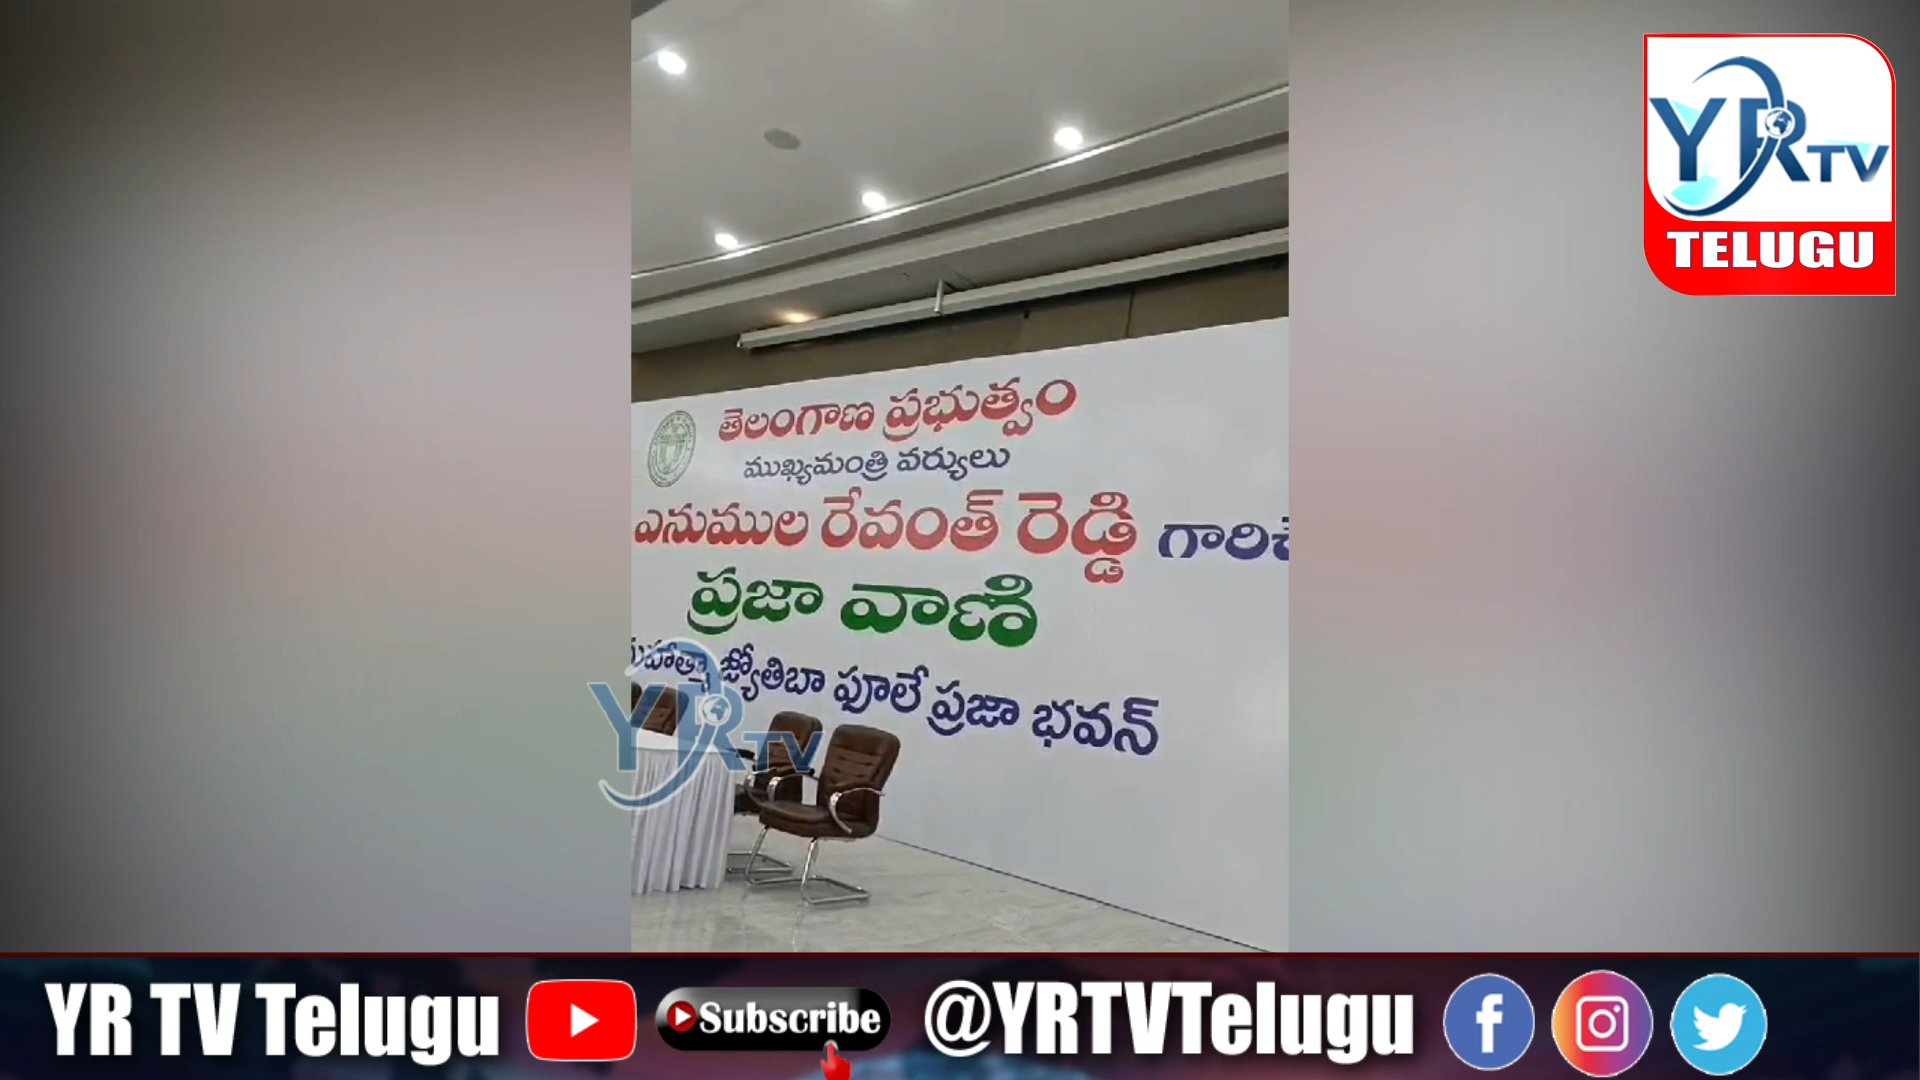 YRTV
TELUGU
తెలంగాణ ప్రభుత్వం
ముఖ్యమంత్రి వర్యులు
ఎనుముల రేవంత్ రెడ్డి
ప్రజా వాణి
జ్యోతిబా ఫూలే ప్రజా భవన్
YRTV
YR TV Telugu Subscribe @YRTVTelugu